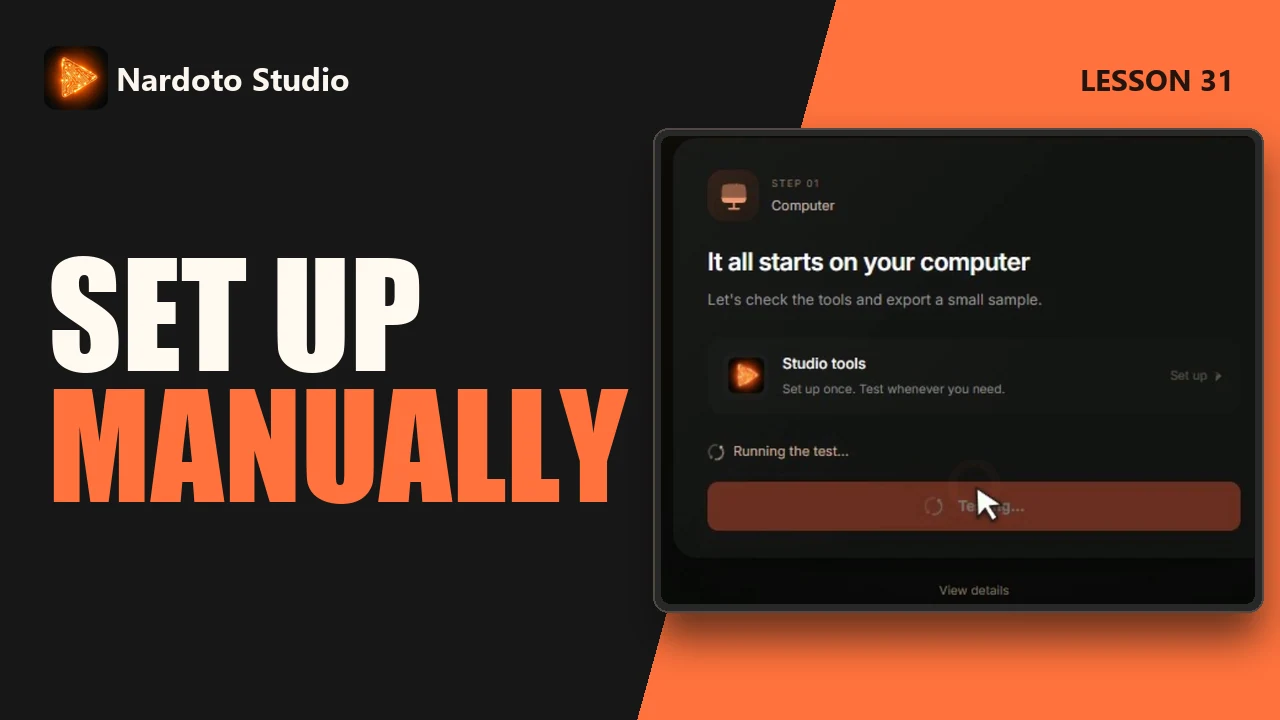 Nardoto Studio
LESSON 31
SET UP
MANUALLY
STEP 01
Computer
It all starts on your computer
Let's check the tools and export a small sample.
Studio tools
Set up once. Test whenever you need.
Set up
Running the test...
View details